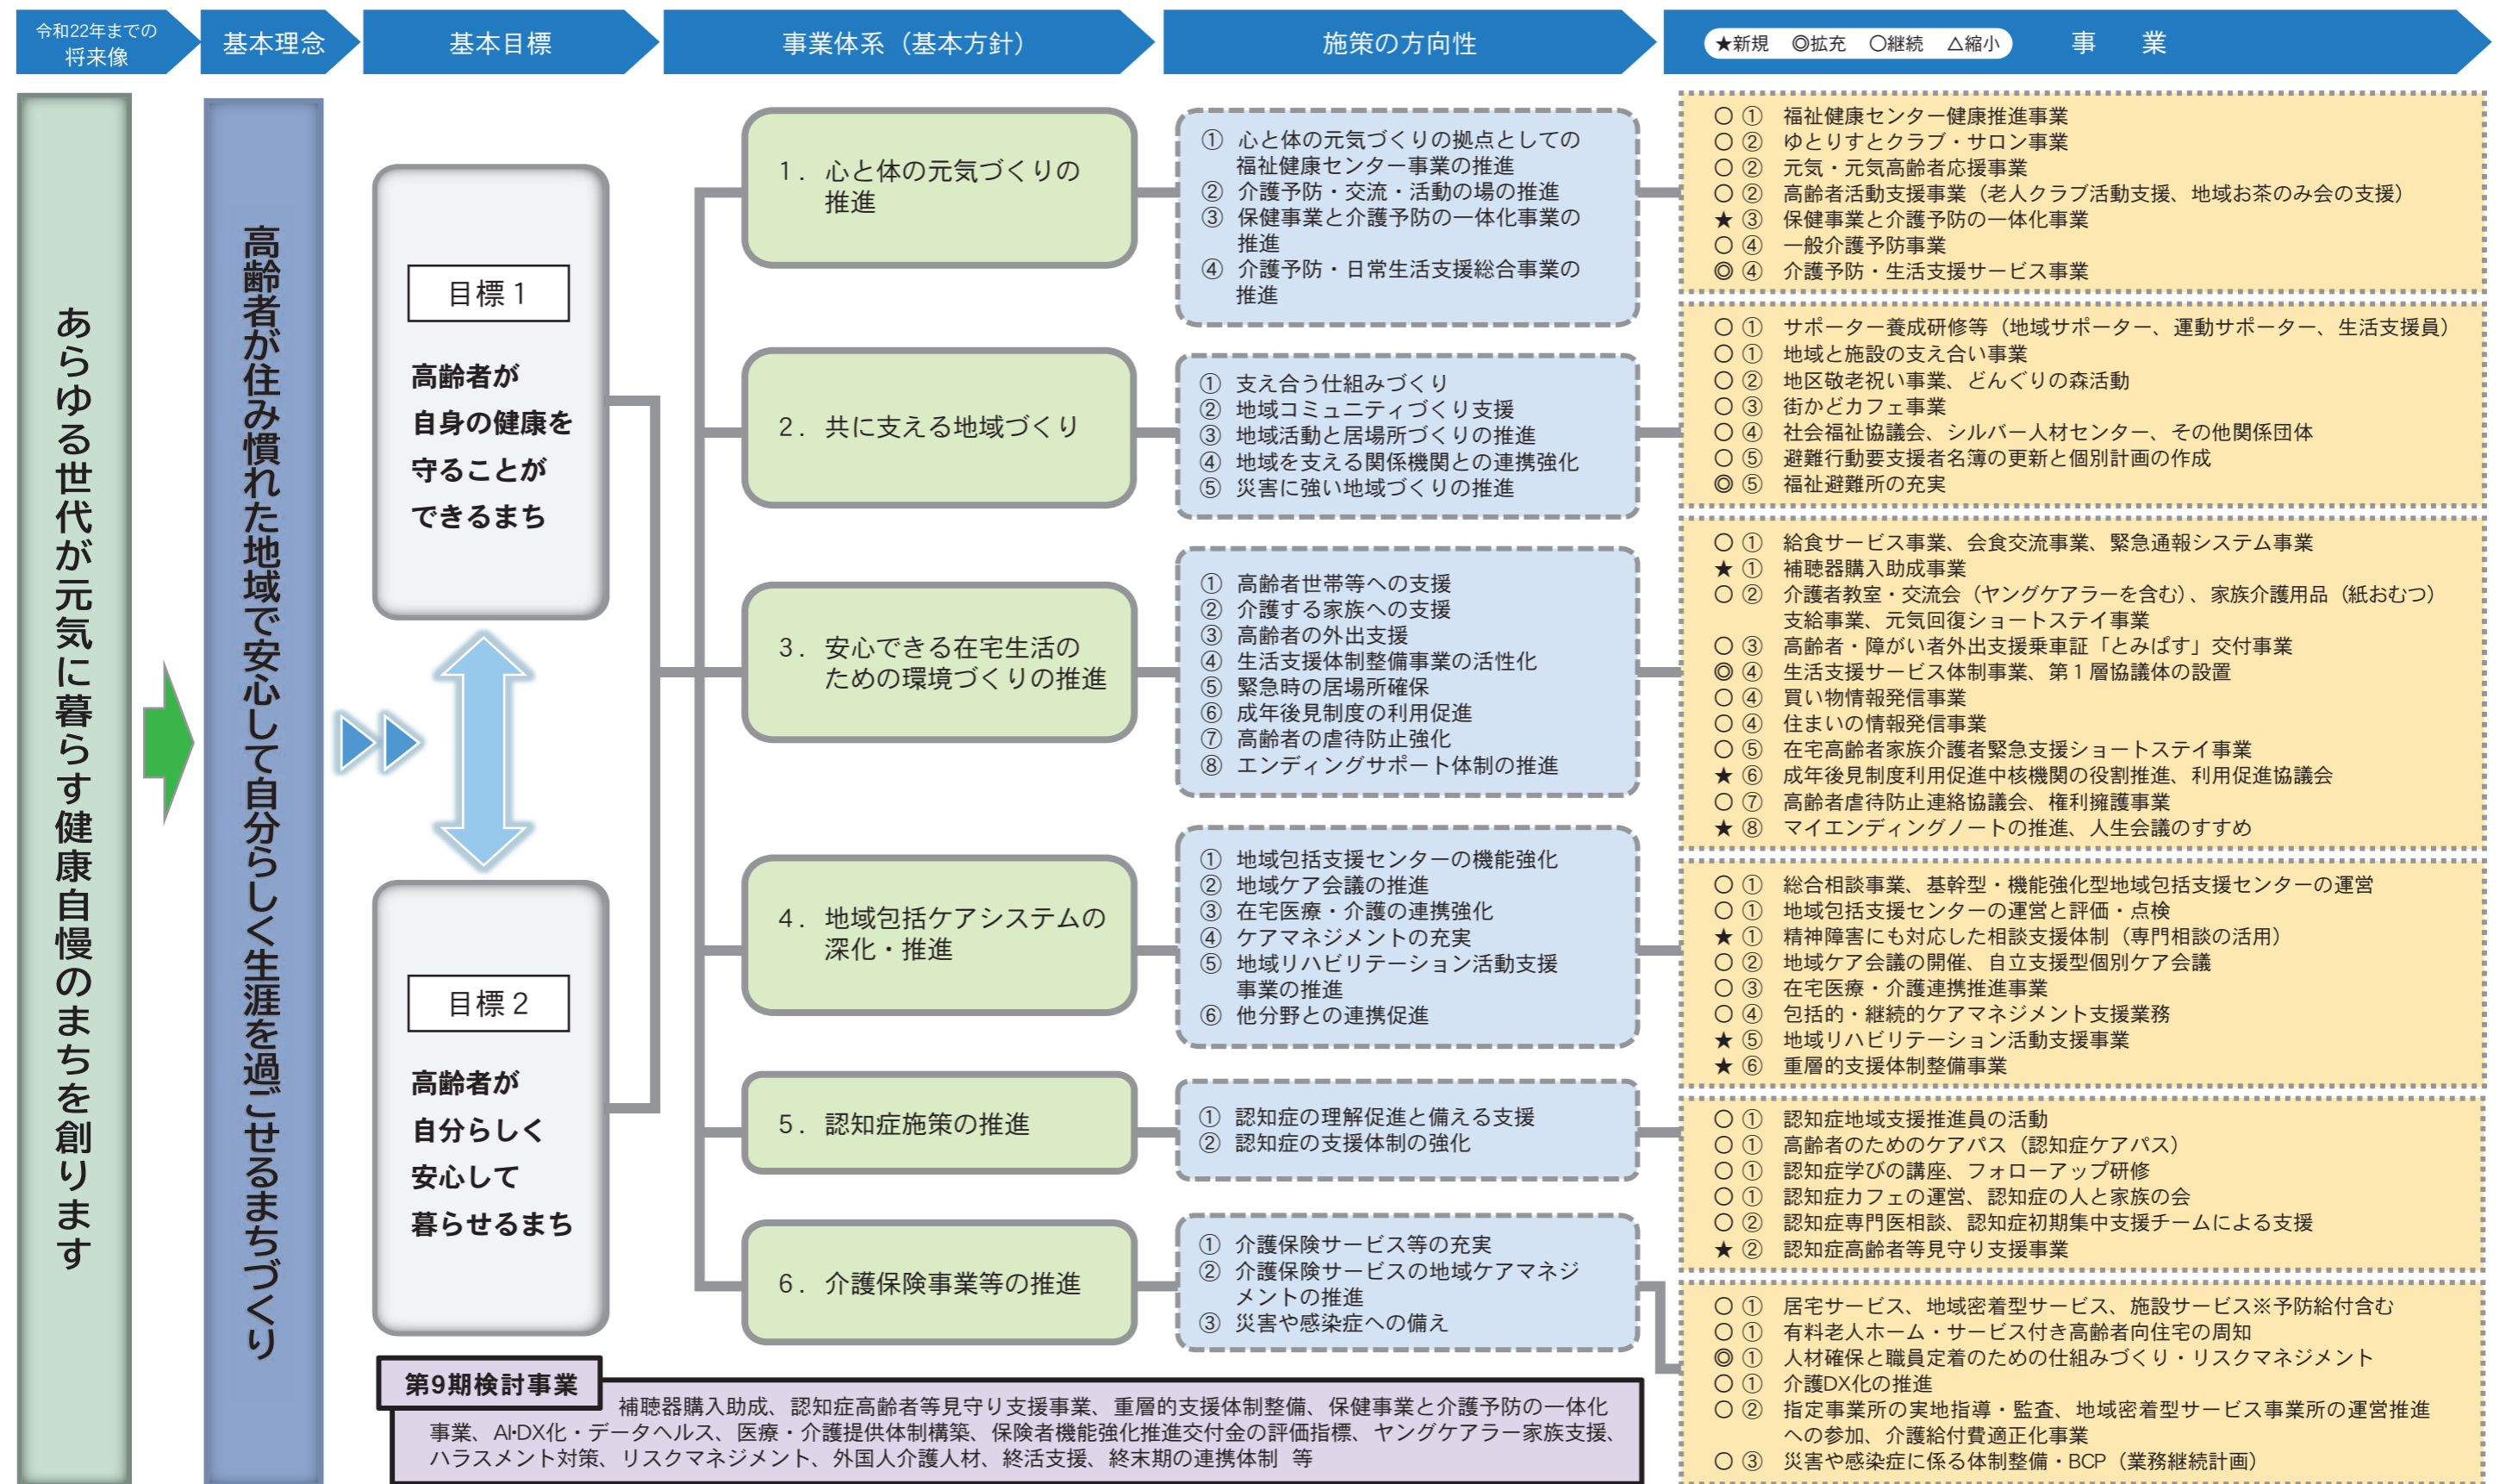 令和22年までの
将来像
基本理念
基本目標
事業体系（基本方針）
施策の方向性
★新規 ◎拡充 〇継続 △縮小
事 業
あらゆる世代が元気に暮らす健康自慢のまちを創ります
高齢者が住み慣れた地域で安心して自分らしく生涯を過ごせるまちづくり
目標１
高齢者が
自身の健康を
守ることが
できるまち
目標２
高齢者が
自分らしく
安心して
暮らせるまち
１．心と体の元気づくりの
推進
① 心と体の元気づくりの拠点としての
福祉健康センター事業の推進
② 介護予防・交流・活動の場の推進
③ 保健事業と介護予防の一体化事業の
推進
④ 介護予防・日常生活支援総合事業の
推進
〇 ① 福祉健康センター健康推進事業
〇 ② ゆとりすとクラブ・サロン事業
〇 ② 元気・元気高齢者応援事業
〇 ② 高齢者活動支援事業（老人クラブ活動支援、地域お茶のみ会の支援）
★ ③ 保健事業と介護予防の一体化事業
〇 ④ 一般介護予防事業
◎ ④ 介護予防・生活支援サービス事業
２．共に支える地域づくり
① 支え合う仕組みづくり
② 地域コミュニティづくり支援
③ 地域活動と居場所づくりの推進
④ 地域を支える関係機関との連携強化
⑤ 災害に強い地域づくりの推進
〇 ① サポーター養成研修等（地域サポーター、運動サポーター、生活支援員）
〇 ① 地域と施設の支え合い事業
〇 ② 地区敬老祝い事業、どんぐりの森活動
〇 ③ 街かどカフェ事業
〇 ④ 社会福祉協議会、シルバー人材センター、その他関係団体
〇 ⑤ 避難行動要支援者名簿の更新と個別計画の作成
◎ ⑤ 福祉避難所の充実
３．安心できる在宅生活の
ための環境づくりの推進
① 高齢者世帯等への支援
② 介護する家族への支援
③ 高齢者の外出支援
④ 生活支援体制整備事業の活性化
⑤ 緊急時の居場所確保
⑥ 成年後見制度の利用促進
⑦ 高齢者の虐待防止強化
⑧ エンディングサポート体制の推進
〇 ① 給食サービス事業、会食交流事業、緊急通報システム事業
★ ① 補聴器購入助成事業
〇 ② 介護者教室・交流会（ヤングケアラーを含む）、家族介護用品（紙おむつ）
支給事業、元気回復ショートステイ事業
〇 ③ 高齢者・障がい者外出支援乗車証「とみぱす」交付事業
◎ ④ 生活支援サービス体制事業、第１層協議体の設置
〇 ④ 買い物情報発信事業
〇 ④ 住まいの情報発信事業
〇 ⑤ 在宅高齢者家族介護者緊急支援ショートステイ事業
★ ⑥ 成年後見制度利用促進中核機関の役割推進、利用促進協議会
〇 ⑦ 高齢者虐待防止連絡協議会、権利擁護事業
★ ⑧ マイエンディングノートの推進、人生会議のすすめ
４．地域包括ケアシステムの
深化・推進
① 地域包括支援センターの機能強化
② 地域ケア会議の推進
③ 在宅医療・介護の連携強化
④ ケアマネジメントの充実
⑤ 地域リハビリテーション活動支援
事業の推進
⑥ 他分野との連携促進
〇 ① 総合相談事業、基幹型・機能強化型地域包括支援センターの運営
〇 ① 地域包括支援センターの運営と評価・点検
★ ① 精神障害にも対応した相談支援体制（専門相談の活用）
〇 ② 地域ケア会議の開催、自立支援型個別ケア会議
〇 ③ 在宅医療・介護連携推進事業
〇 ④ 包括的・継続的ケアマネジメント支援業務
★ ⑤ 地域リハビリテーション活動支援事業
★ ⑥ 重層的支援体制整備事業
５．認知症施策の推進
① 認知症の理解促進と備える支援
② 認知症の支援体制の強化
〇 ① 認知症地域支援推進員の活動
〇 ① 高齢者のためのケアパス（認知症ケアパス）
〇 ① 認知症学びの講座、フォローアップ研修
〇 ① 認知症カフェの運営、認知症の人と家族の会
〇 ② 認知症専門医相談、認知症初期集中支援チームによる支援
★ ② 認知症高齢者等見守り支援事業
６．介護保険事業等の推進
① 介護保険サービス等の充実
② 介護保険サービスの地域ケアマネジ
メントの推進
③ 災害や感染症への備え
〇 ① 居宅サービス、地域密着型サービス、施設サービス※予防給付含む
〇 ① 有料老人ホーム・サービス付き高齢者向住宅の周知
◎ ① 人材確保と職員定着のための仕組みづくり・リスクマネジメント
〇 ① 介護DX化の推進
〇 ② 指定事業所の実地指導・監査、地域密着型サービス事業所の運営推進
への参加、介護給付費適正化事業
〇 ③ 災害や感染症に係る体制整備・BCP（業務継続計画）
第9期検討事業
補聴器購入助成、認知症高齢者等見守り支援事業、重層的支援体制整備、保健事業と介護予防の一体化
事業、AI・DX化・データヘルス、医療・介護提供体制構築、保険者機能強化推進交付金の評価指標、ヤングケアラー家族支援、
ハラスメント対策、リスクマネジメント、外国人介護人材、終活支援、終末期の連携体制 等